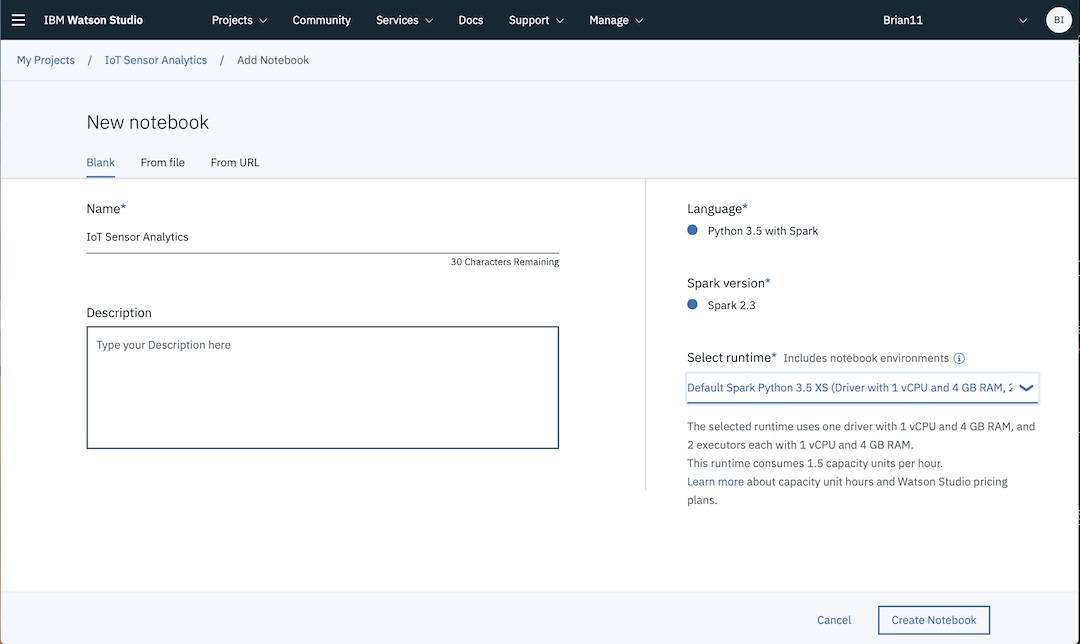 IBM Watson Studio Projects Community Services Docs Support Manage Brian11 BI
My Projects / IoT Sensor Analytics / Add Notebook
New notebook
Blank From file From URL
Name*
IoT Sensor Analytics
30 Characters Remaining
Description
Type your Description here
Language*
Python 3.5 with Spark
Spark version*
Spark 2.3
Select runtime* Includes notebook environments
Default Spark Python 3.5 XS (Driver with 1 vCPU and 4 GB RAM, 2
The selected runtime uses one driver with 1 vCPU and 4 GB RAM, and
2 executors each with 1 vCPU and 4 GB RAM.
This runtime consumes 1.5 capacity units per hour.
Learn more about capacity unit hours and Watson Studio pricing
plans.
Cancel Create Notebook